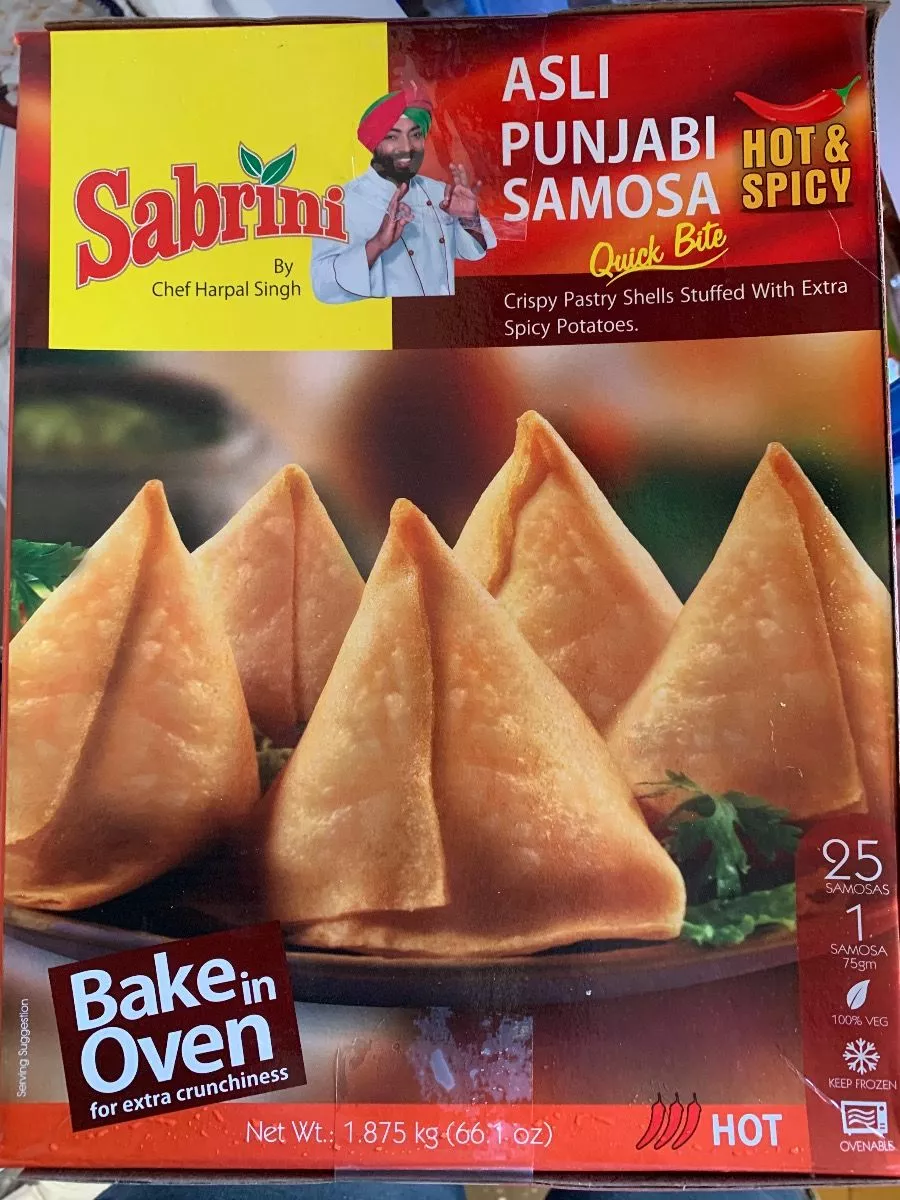 Sabrini
By
Chef Harpal Singh
ASLI
PUNJABI
SAMOSA
Quick Bite
HOT &
SPICY
Crispy Pastry Shells Stuffed With Extra
Spicy Potatoes.
25
SAMOSAS
1
SAMOSA
75gm
100% VEG
KEEP FROZEN
OVENABLE
Bake in
Oven
for extra crunchiness
Serving Suggestion
Net Wt.: 1.875 kg (66.1 oz)
HOT